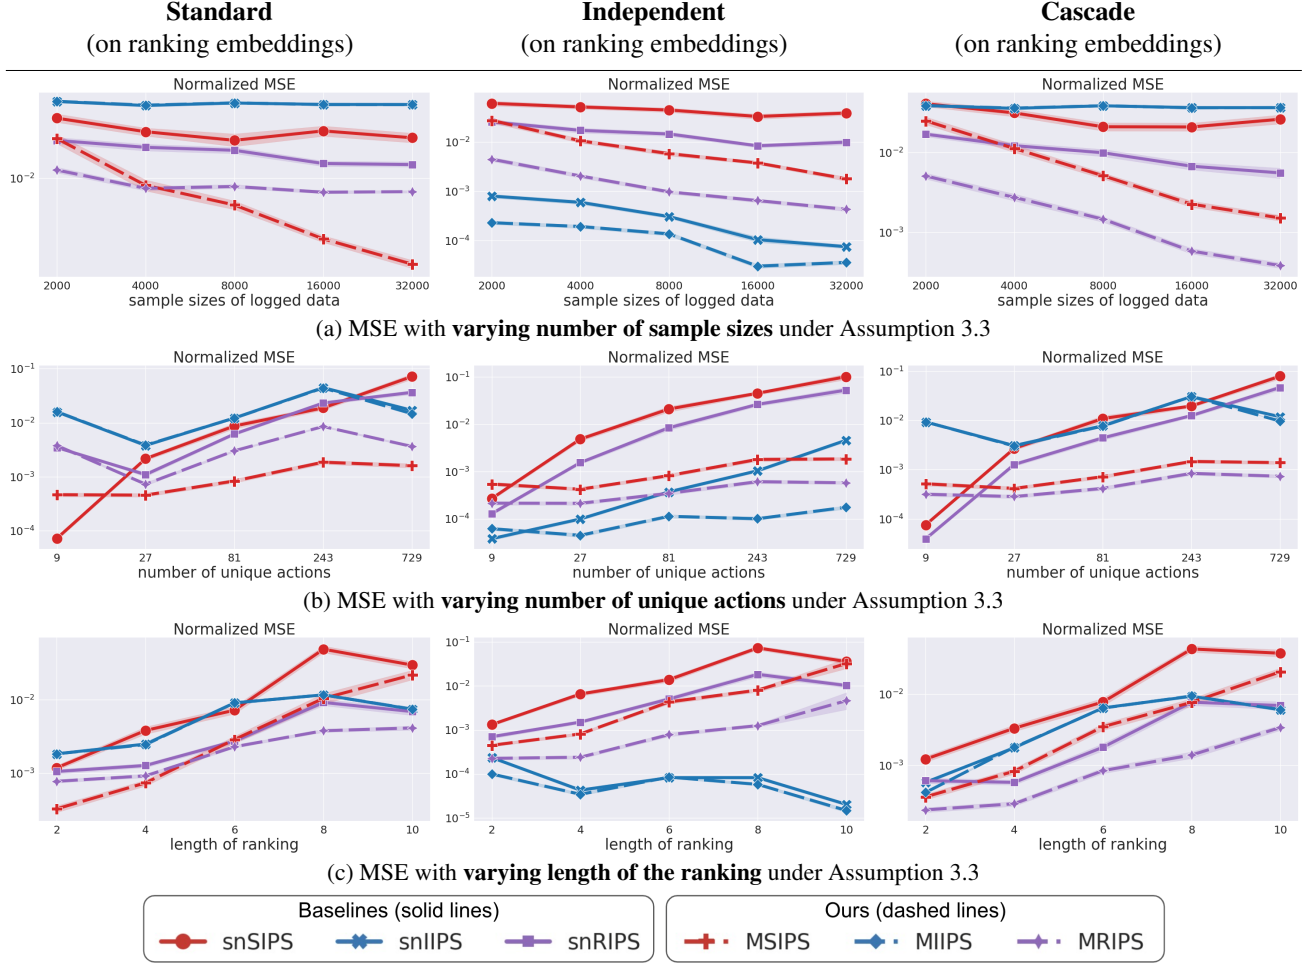 Standard Independent Cascade
(on ranking embeddings) (on ranking embeddings) (on ranking embeddings)
Normalized MSE Normalized MSE Normalized MSE
10⁻²
2000 4000 8000 16000 32000
sample sizes of logged data
10⁻²
10⁻³
10⁻⁴
2000 4000 8000 16000 32000
sample sizes of logged data
10⁻²
10⁻³
2000 4000 8000 16000 32000
sample sizes of logged data
(a) MSE with varying number of sample sizes under Assumption 3.3
Normalized MSE Normalized MSE Normalized MSE
10⁻¹
10⁻²
10⁻³
10⁻⁴
9 27 81 243 729
number of unique actions
10⁻¹
10⁻²
10⁻³
10⁻⁴
9 27 81 243 729
number of unique actions
10⁻¹
10⁻²
10⁻³
10⁻⁴
9 27 81 243 729
number of unique actions
(b) MSE with varying number of unique actions under Assumption 3.3
Normalized MSE Normalized MSE Normalized MSE
10⁻²
10⁻³
2 4 6 8 10
length of ranking
10⁻¹
10⁻²
10⁻³
10⁻⁴
10⁻⁵
2 4 6 8 10
length of ranking
10⁻²
10⁻³
2 4 6 8 10
length of ranking
(c) MSE with varying length of the ranking under Assumption 3.3
Baselines (solid lines)
snSIPS snIIPS snRIPS
Ours (dashed lines)
MSIPS MIIPS MRIPS